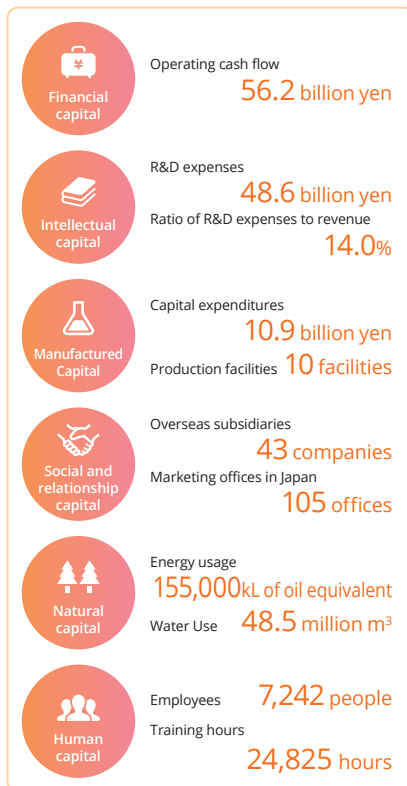 ¥
Financial
capital
Operating cash flow
56.2 billion yen
Intellectual
capital
R&D expenses
48.6 billion yen
Ratio of R&D expenses to revenue
14.0%
Manufactured
Capital
Capital expenditures
10.9 billion yen
Production facilities 10 facilities
Social and
relationship
capital
Overseas subsidiaries
43 companies
Marketing offices in Japan
105 offices
Natural
capital
Energy usage
155,000kL of oil equivalent
Water Use 48.5 million m³
Human
capital
Employees 7,242 people
Training hours
24,825 hours